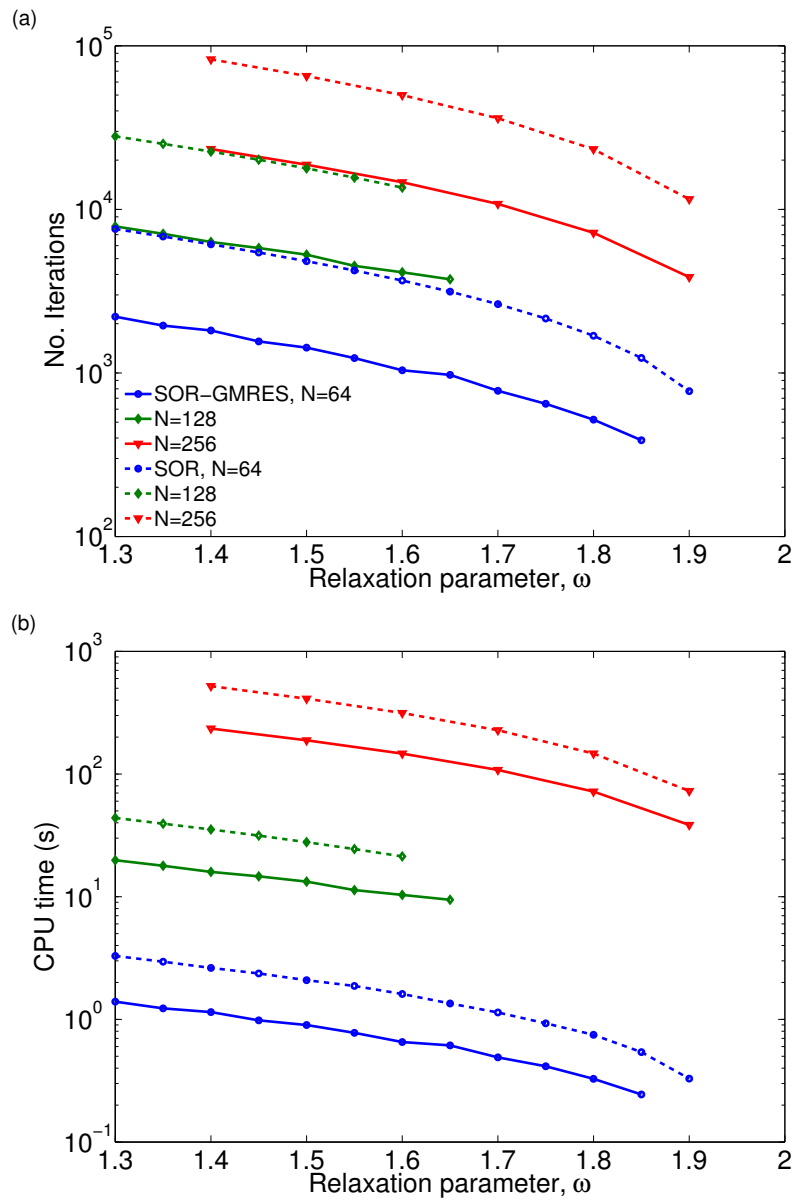 (a)
10^5
10^4
10^3
10^2
No. Iterations
SOR-GMRES, N=64
N=128
N=256
SOR, N=64
N=128
N=256
1.3 1.4 1.5 1.6 1.7 1.8 1.9 2
Relaxation parameter, ω
(b)
10^3
10^2
10^1
10^0
10^-1
CPU time (s)
1.3 1.4 1.5 1.6 1.7 1.8 1.9 2
Relaxation parameter, ω